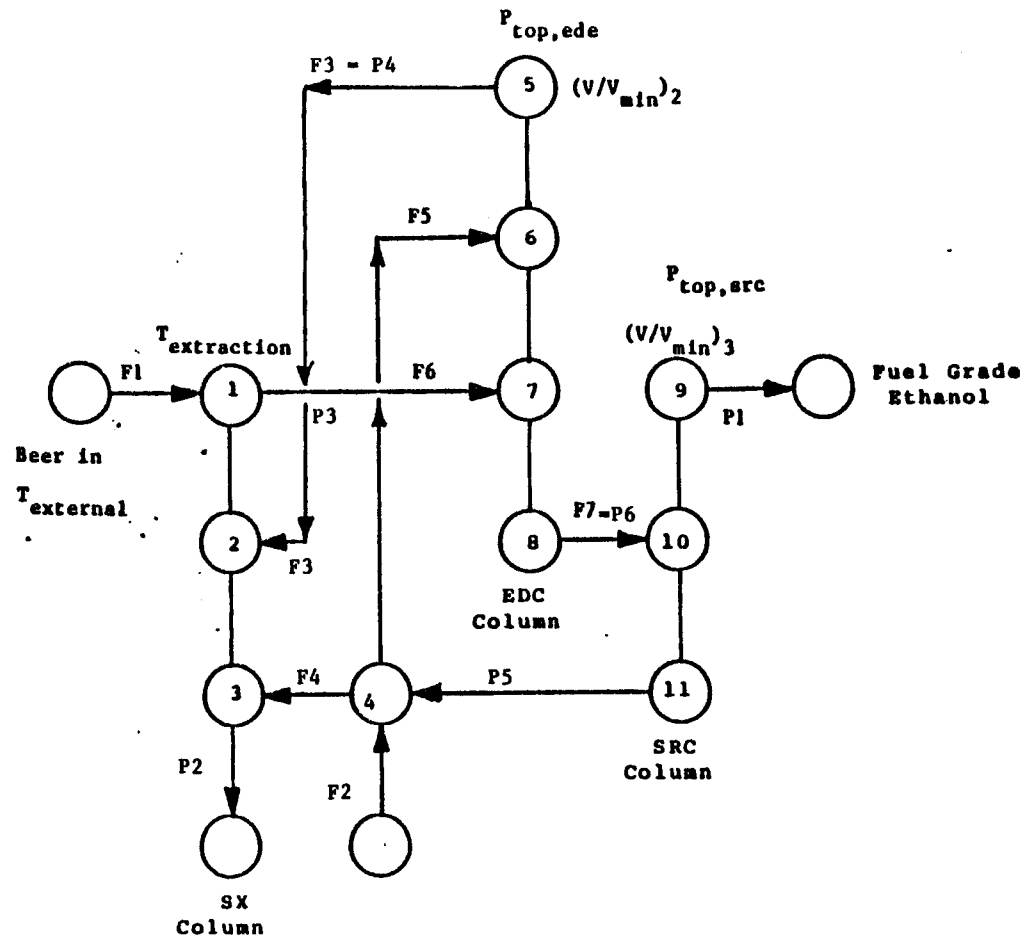 P top,ede
F3 = P4
5
(V/V min)2
F5
6
P top,src
(V/V min)3
T extraction
F1
1
F6
7
9
Fuel Grade
Ethanol
P3
P1
Beer in
T external
2
F3
8
F7=P6
10
EDC
Column
3
F4
4
P5
11
P2
F2
SRC
Column
SX
Column